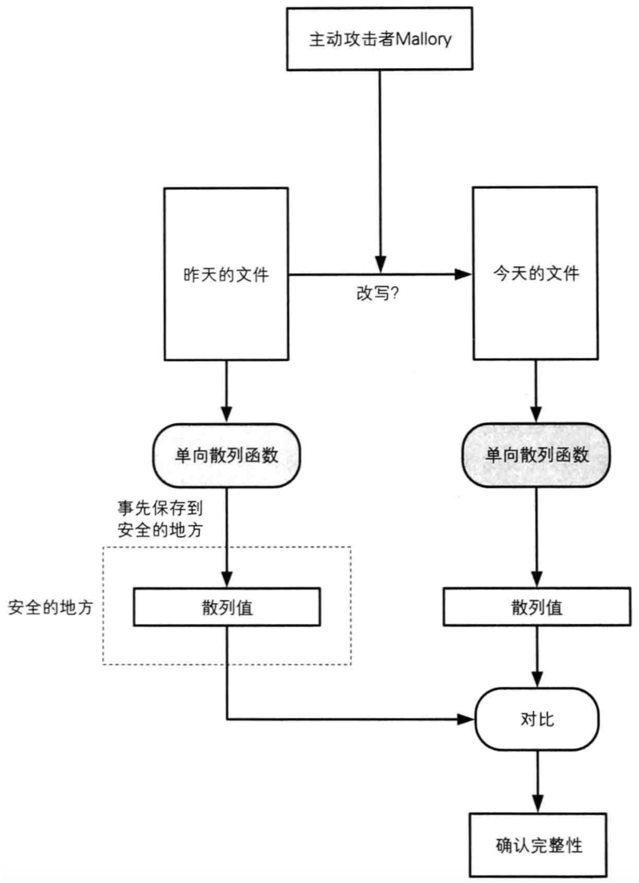 主动攻击者Mallory
昨天的文件
今天的文件
改写?
单向散列函数
单向散列函数
事先保存到
安全的地方
安全的地方
散列值
散列值
对比
确认完整性